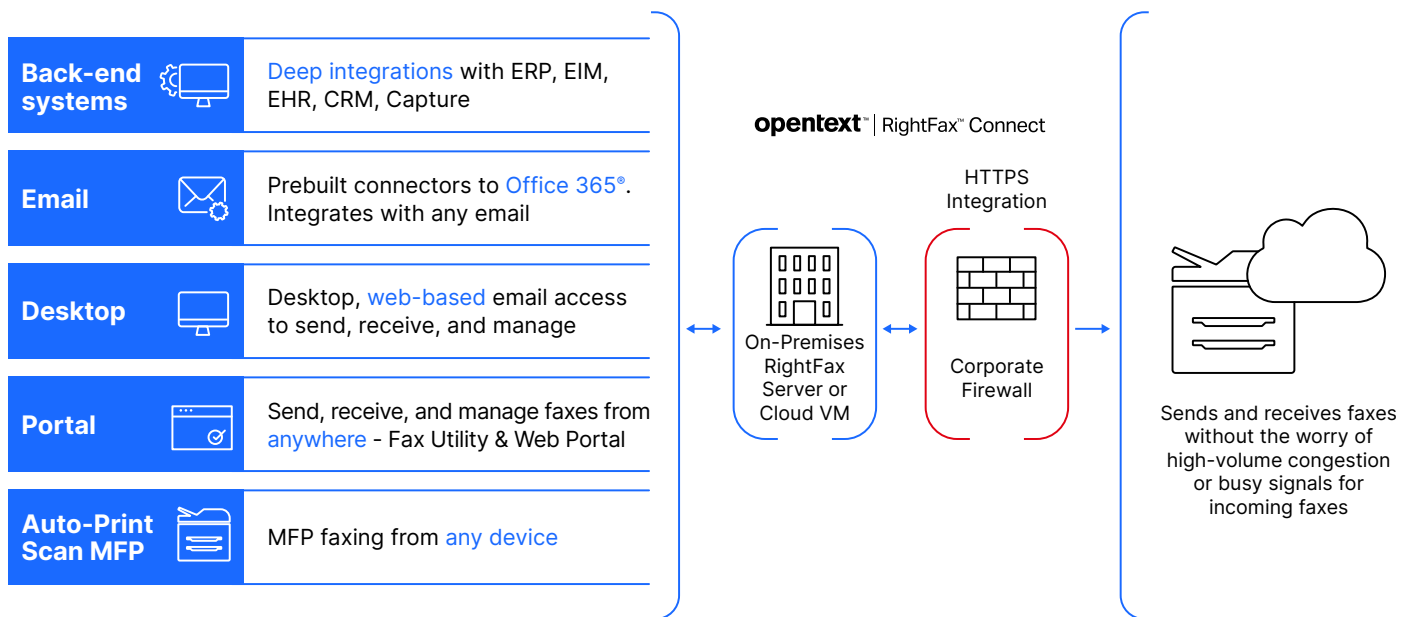 Back-end
systems
Deep integrations with ERP, EIM,
EHR, CRM, Capture
Email
Prebuilt connectors to Office 365®.
Integrates with any email
Desktop
Desktop, web-based email access
to send, receive, and manage
Portal
Send, receive, and manage faxes from
anywhere - Fax Utility & Web Portal
Auto-Print
Scan MFP
MFP faxing from any device
opentext™ | RightFax™ Connect
HTTPS
Integration
On-Premises
RightFax
Server or
Cloud VM
Corporate
Firewall
Sends and receives faxes
without the worry of
high-volume congestion
or busy signals for
incoming faxes